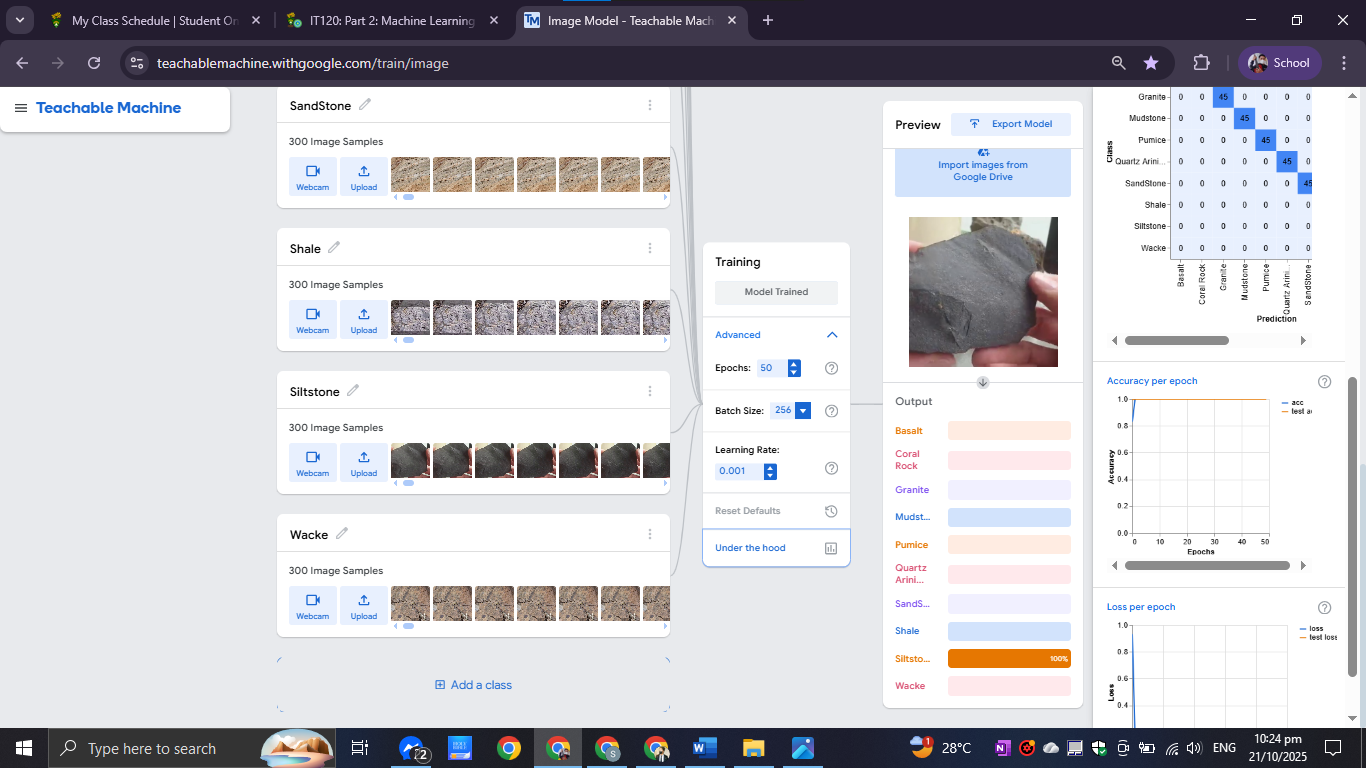 My Class Schedule | Student On
IT120: Part 2: Machine Learning
Image Model - Teachable Mach
teachablemachine.withgoogle.com/train/image
School
Teachable Machine
SandStone
300 Image Samples
Webcam
Upload
Shale
300 Image Samples
Webcam
Upload
Siltstone
300 Image Samples
Webcam
Upload
Wacke
300 Image Samples
Webcam
Upload
Add a class
Training
Model Trained
Advanced
Epochs: 50
Batch Size: 256
Learning Rate:
0.001
Reset Defaults
Under the hood
Preview
Export Model
Import images from
Google Drive
Output
Basalt
Coral
Rock
Granite
Mudst...
Pumice
Quartz
Arini...
SandS...
Shale
Siltsto... 100%
Wacke
Class
Granite 0 0 45 0 0 0 0
Mudstone 0 0 0 45 0 0 0
Pumice 0 0 0 0 45 0 0
Quartz Arini... 0 0 0 0 0 45 0
SandStone 0 0 0 0 0 0 45
Shale 0 0 0 0 0 0 0
Siltstone 0 0 0 0 0 0 0
Wacke 0 0 0 0 0 0 0
Basalt
Coral Rock
Granite
Mudstone
Pumice
Quartz Arini...
SandStone
Prediction
Accuracy per epoch
1.0
0.8
0.6
0.4
0.2
0.0
Accuracy
0 10 20 30 40 50
Epochs
acc
test a
Loss per epoch
1.0
0.8
0.6
0.4
Loss
loss
test loss
Type here to search
2
1
28°C
ENG
10:24 pm
21/10/2025